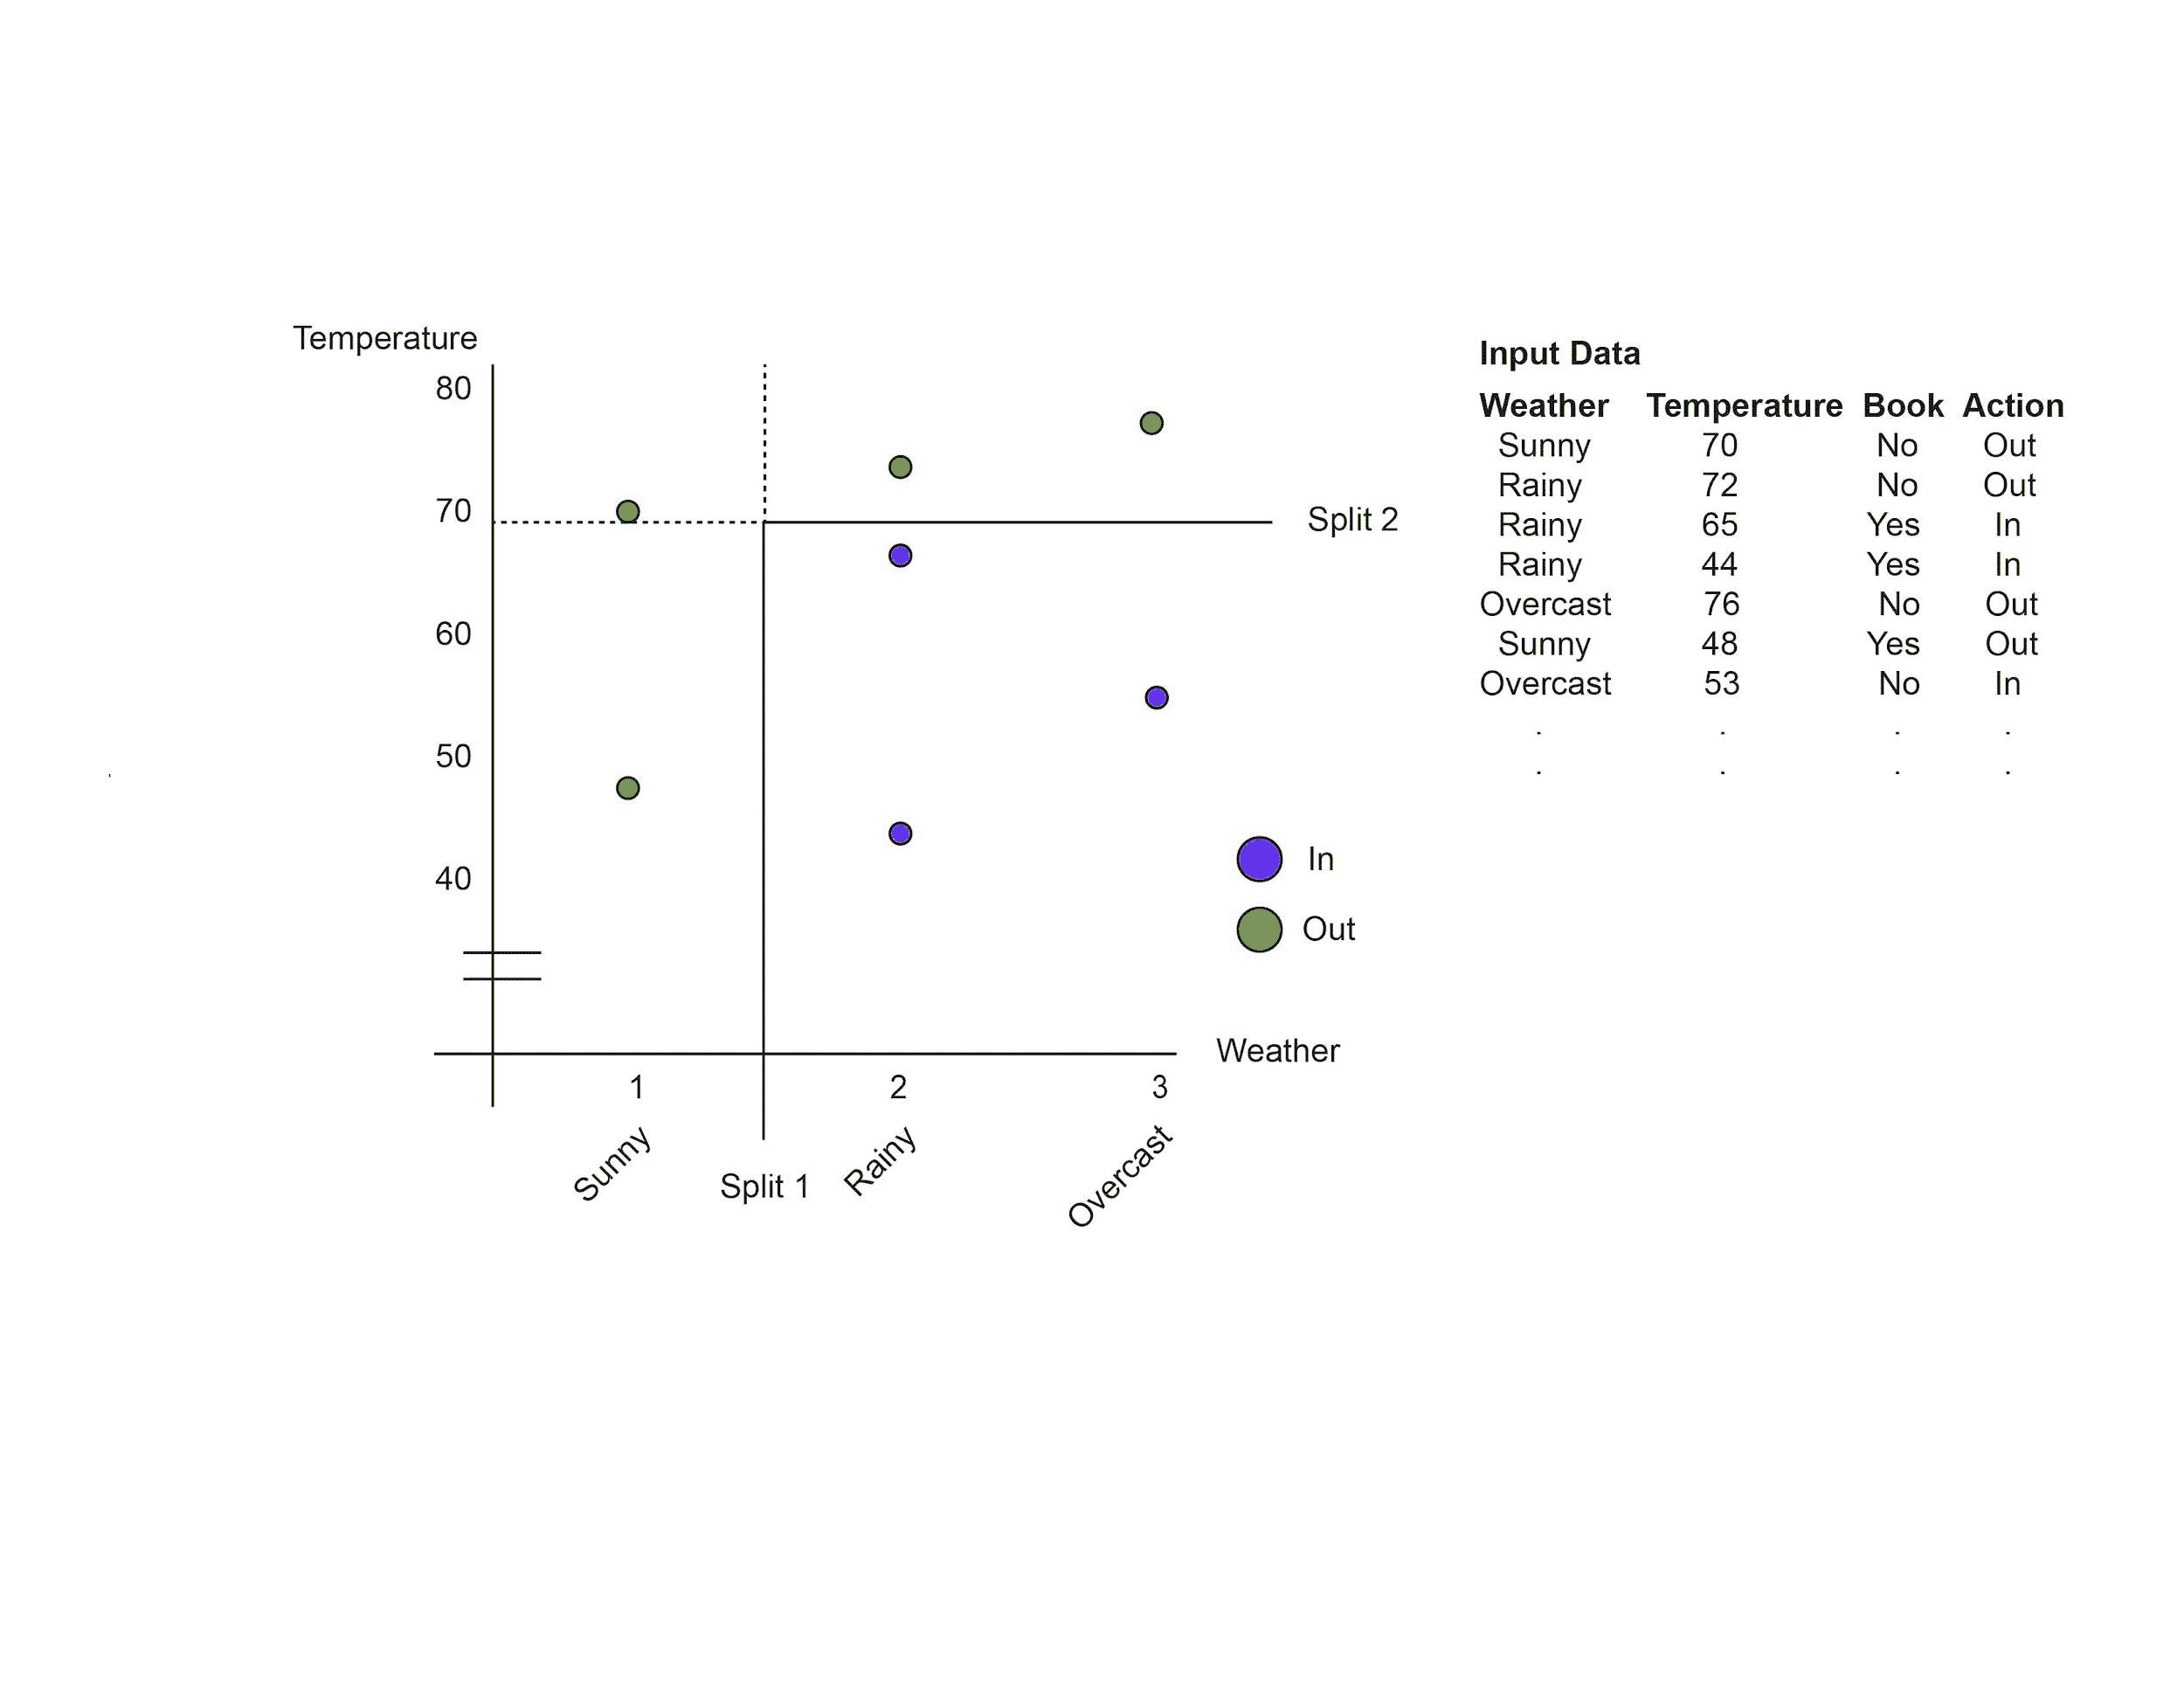 Temperature
80
70
60
50
40
Split 2
In
Out
Weather
1 2 3
Sunny
Split 1
Rainy
Overcast
Input Data
Weather Temperature Book Action
Sunny 70 No Out
Rainy 72 No Out
Rainy 65 Yes In
Rainy 44 Yes In
Overcast 76 No Out
Sunny 48 Yes Out
Overcast 53 No In
. . . .
. . . .